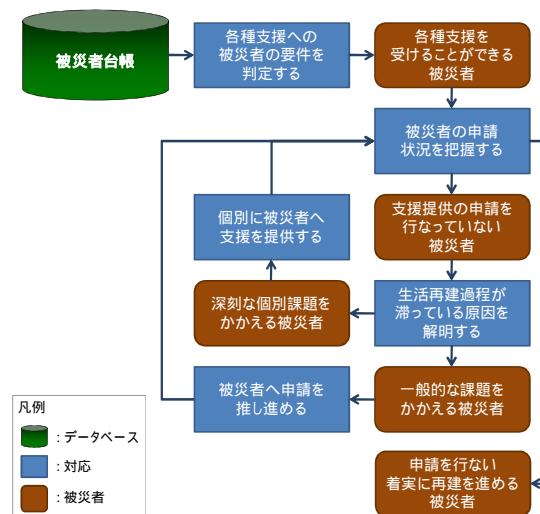 被災者台帳
各種支援への
被災者の要件を
判定する
各種支援を
受けることができる
被災者
被災者の申請
状況を把握する
個別に被災者へ
支援を提供する
支援提供の申請を
行なっていない
被災者
深刻な個別課題を
かかえる被災者
生活再建過程が
滞っている原因を
解明する
被災者へ申請を
推し進める
一般的な課題を
かかえる被災者
申請を行ない
着実に再建を進める
被災者
凡例
: データベース
: 対応
: 被災者